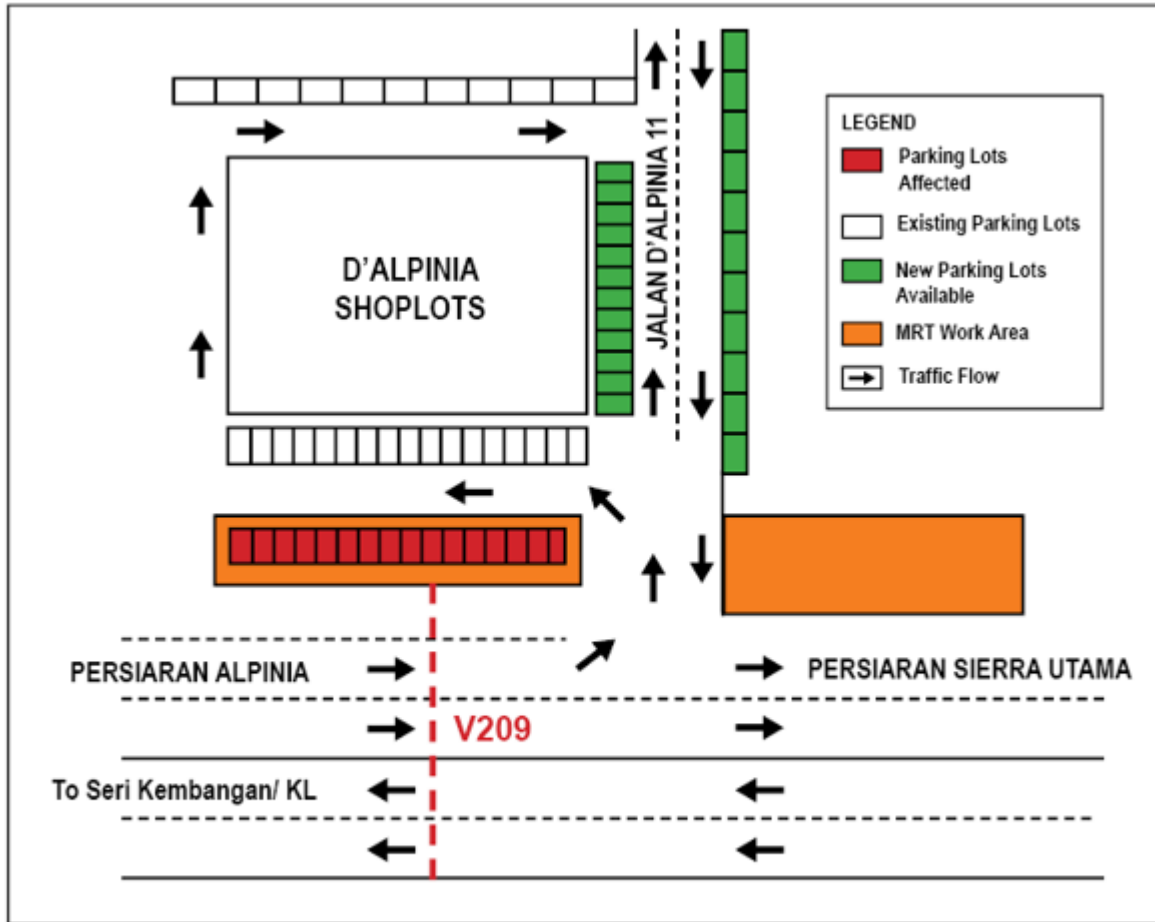 JALAN D'ALPINIA 11
LEGEND
Parking Lots
Affected
Existing Parking Lots
New Parking Lots
Available
MRT Work Area
Traffic Flow
D'ALPINIA
SHOPLOTS
PERSIARAN ALPINIA
PERSIARAN SIERRA UTAMA
V209
To Seri Kembangan/ KL